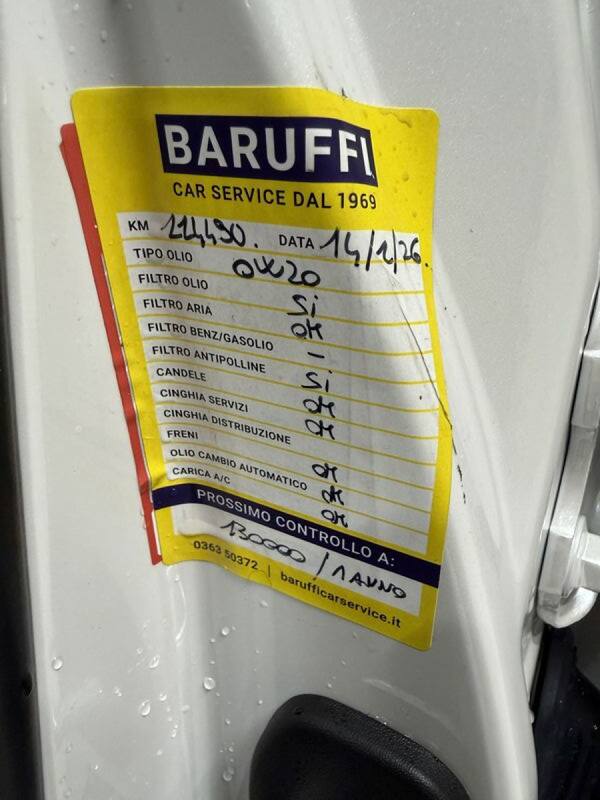 BARUFFI
CAR SERVICE DAL 1969
KM 114490. DATA 14/1/26.
TIPO OLIO 0W20
FILTRO OLIO Si
FILTRO ARIA OK
FILTRO BENZ/GASOLIO –
FILTRO ANTIPOLLINE Si
CANDELE OK
CINGHIA SERVIZI OK
CINGHIA DISTRIBUZIONE
FRENI OK
OLIO CAMBIO AUTOMATICO OK
CARICA A/C OK
PROSSIMO CONTROLLO A:
130000 / 1 ANNO
0363 50372 | barufficarservice.it